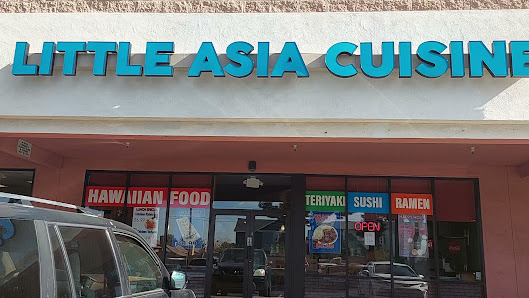 LITTLE ASIA CUISINE
HAWAIIAN FOOD
TERIYAKI SUSHI RAMEN
OPEN